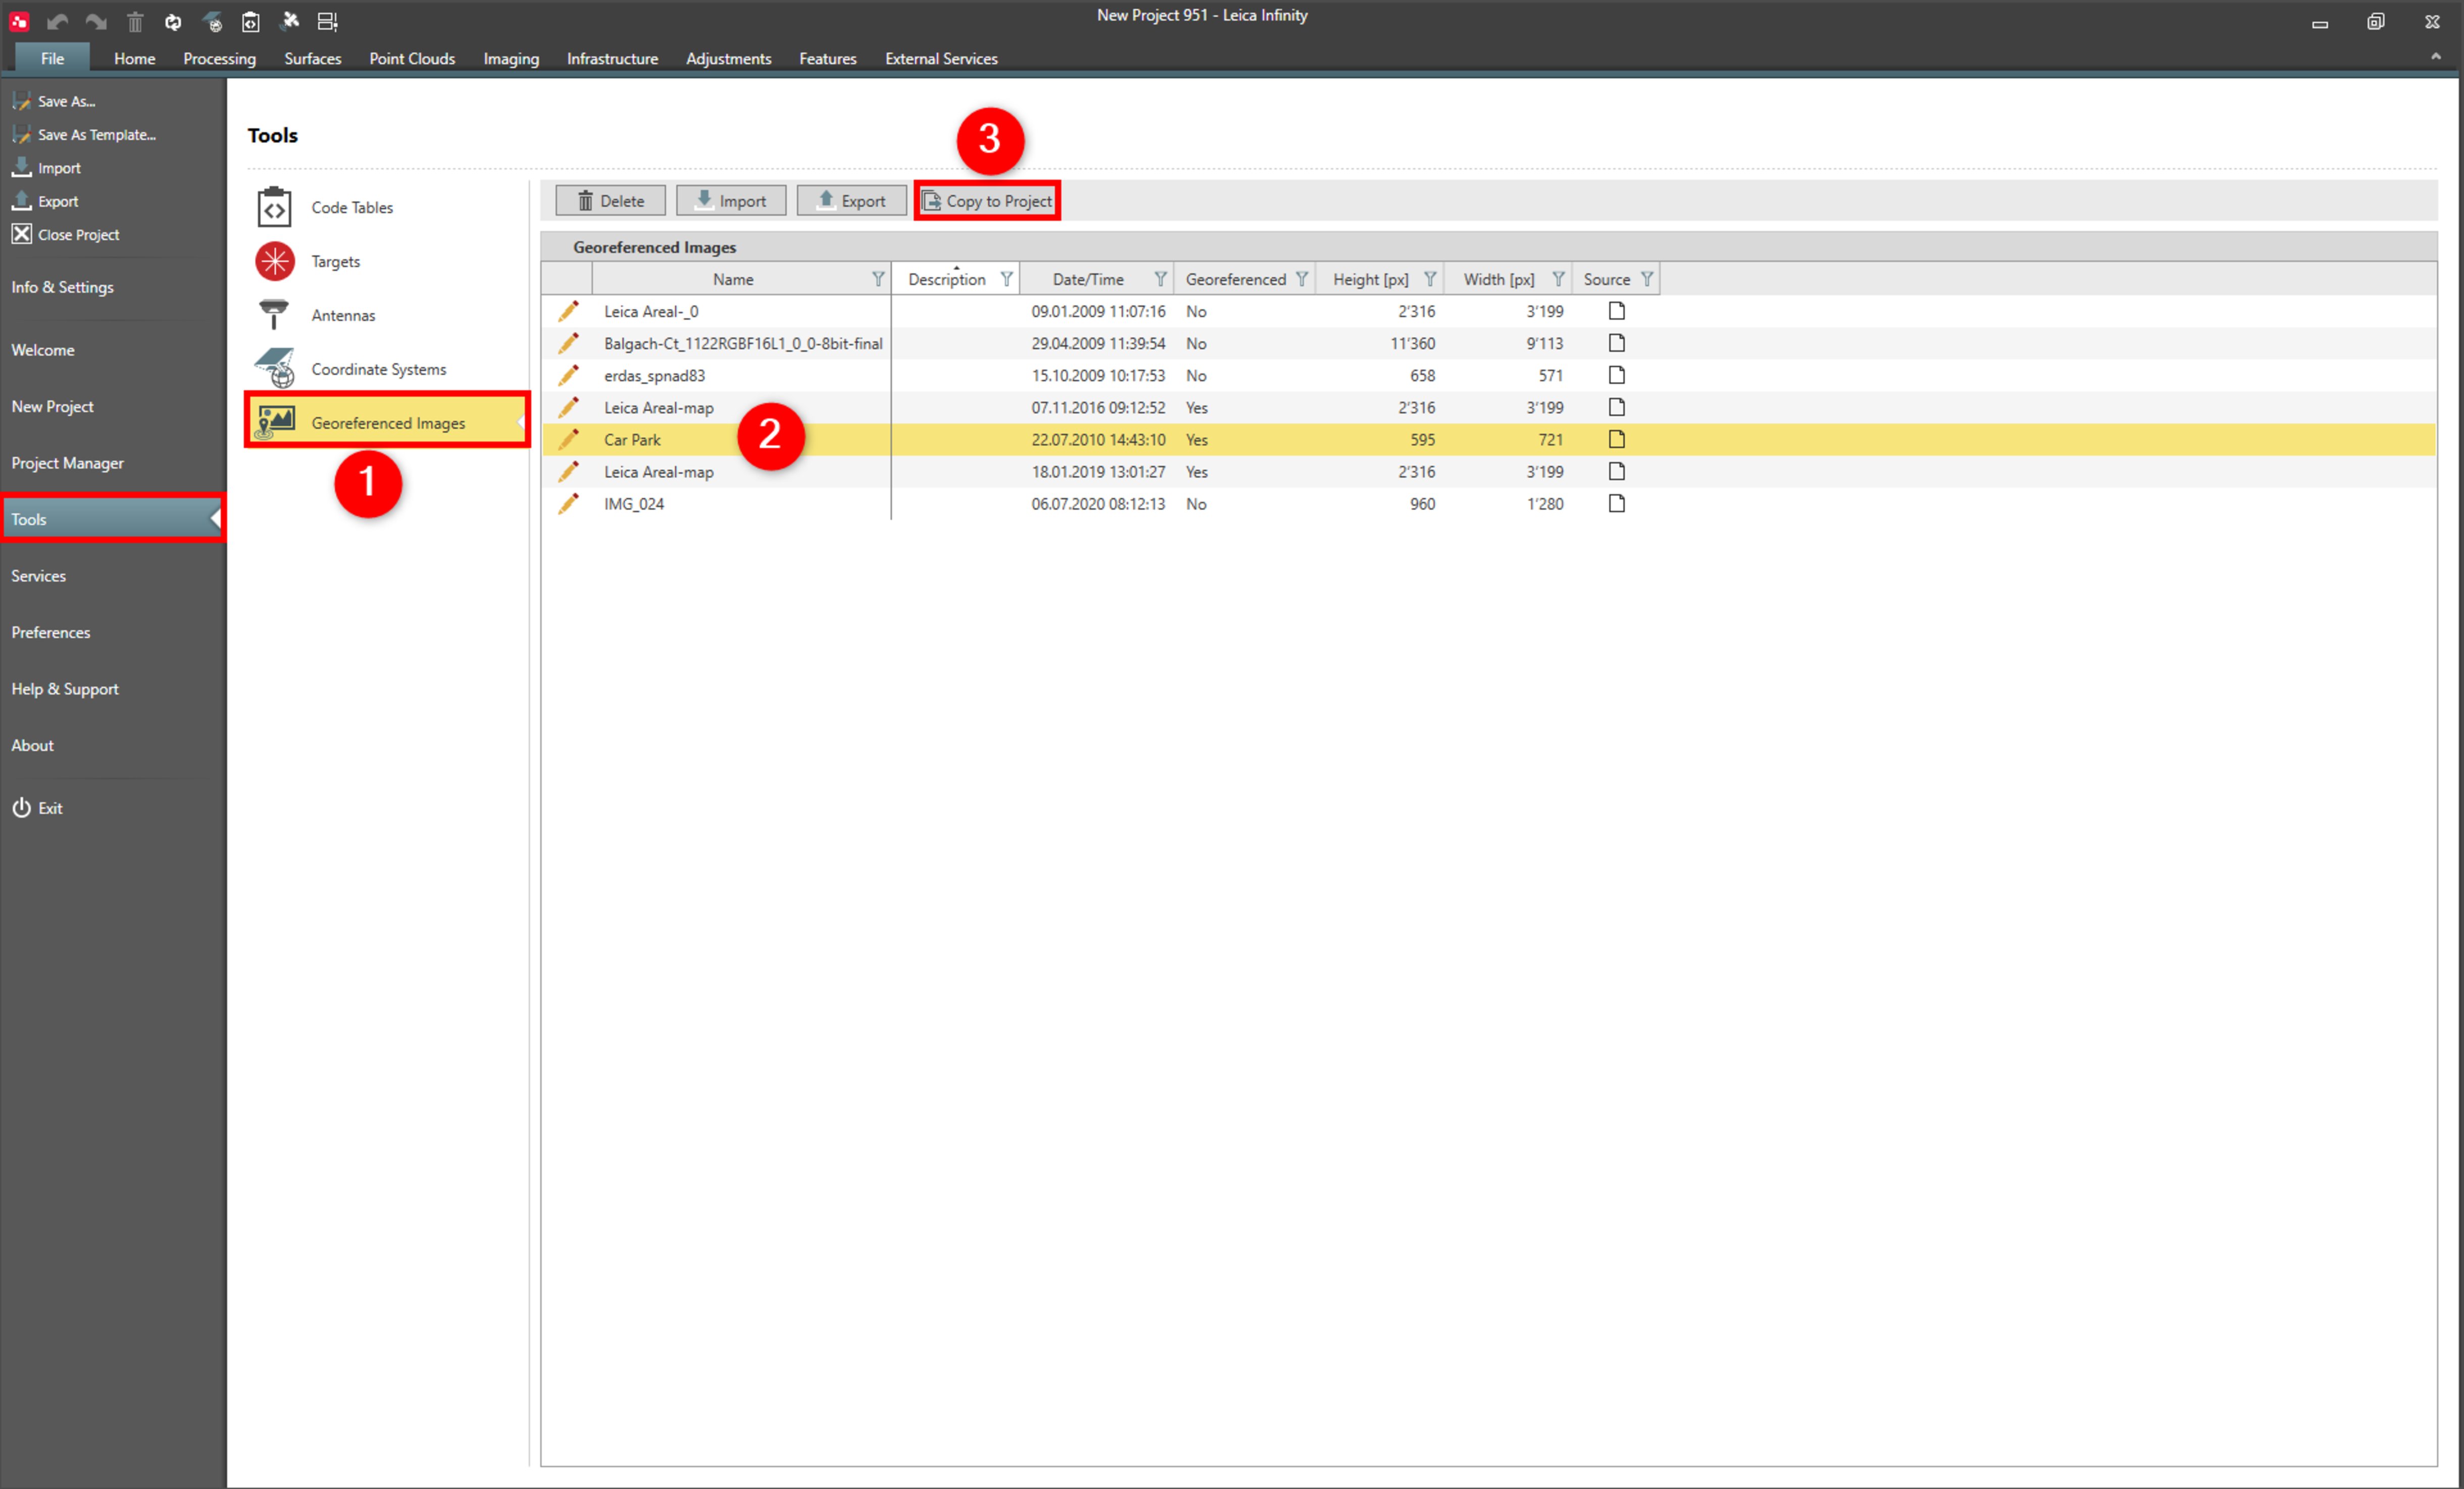 New Project 951 - Leica Infinity
File Home Processing Surfaces Point Clouds Imaging Infrastructure Adjustments Features External Services
Save As...
Save As Template...
Import
Export
Close Project
Info & Settings
Welcome
New Project
Project Manager
Tools
Services
Preferences
Help & Support
About
Exit
Tools
Code Tables
Targets
Antennas
Coordinate Systems
Georeferenced Images
1
3
Delete Import Export Copy to Project
Georeferenced Images
Name Description Date/Time Georeferenced Height [px] Width [px] Source
Leica Areal-_0 09.01.2009 11:07:16 No 2'316 3'199
Balgach-Ct_1122RGBF16L1_0_0-8bit-final 29.04.2009 11:39:54 No 11'360 9'113
erdas_spnad83 15.10.2009 10:17:53 No 658 571
Leica Areal-map 07.11.2016 09:12:52 Yes 2'316 3'199
Car Park 22.07.2010 14:43:10 Yes 595 721
2
Leica Areal-map 18.01.2019 13:01:27 Yes 2'316 3'199
IMG_024 06.07.2020 08:12:13 No 960 1'280